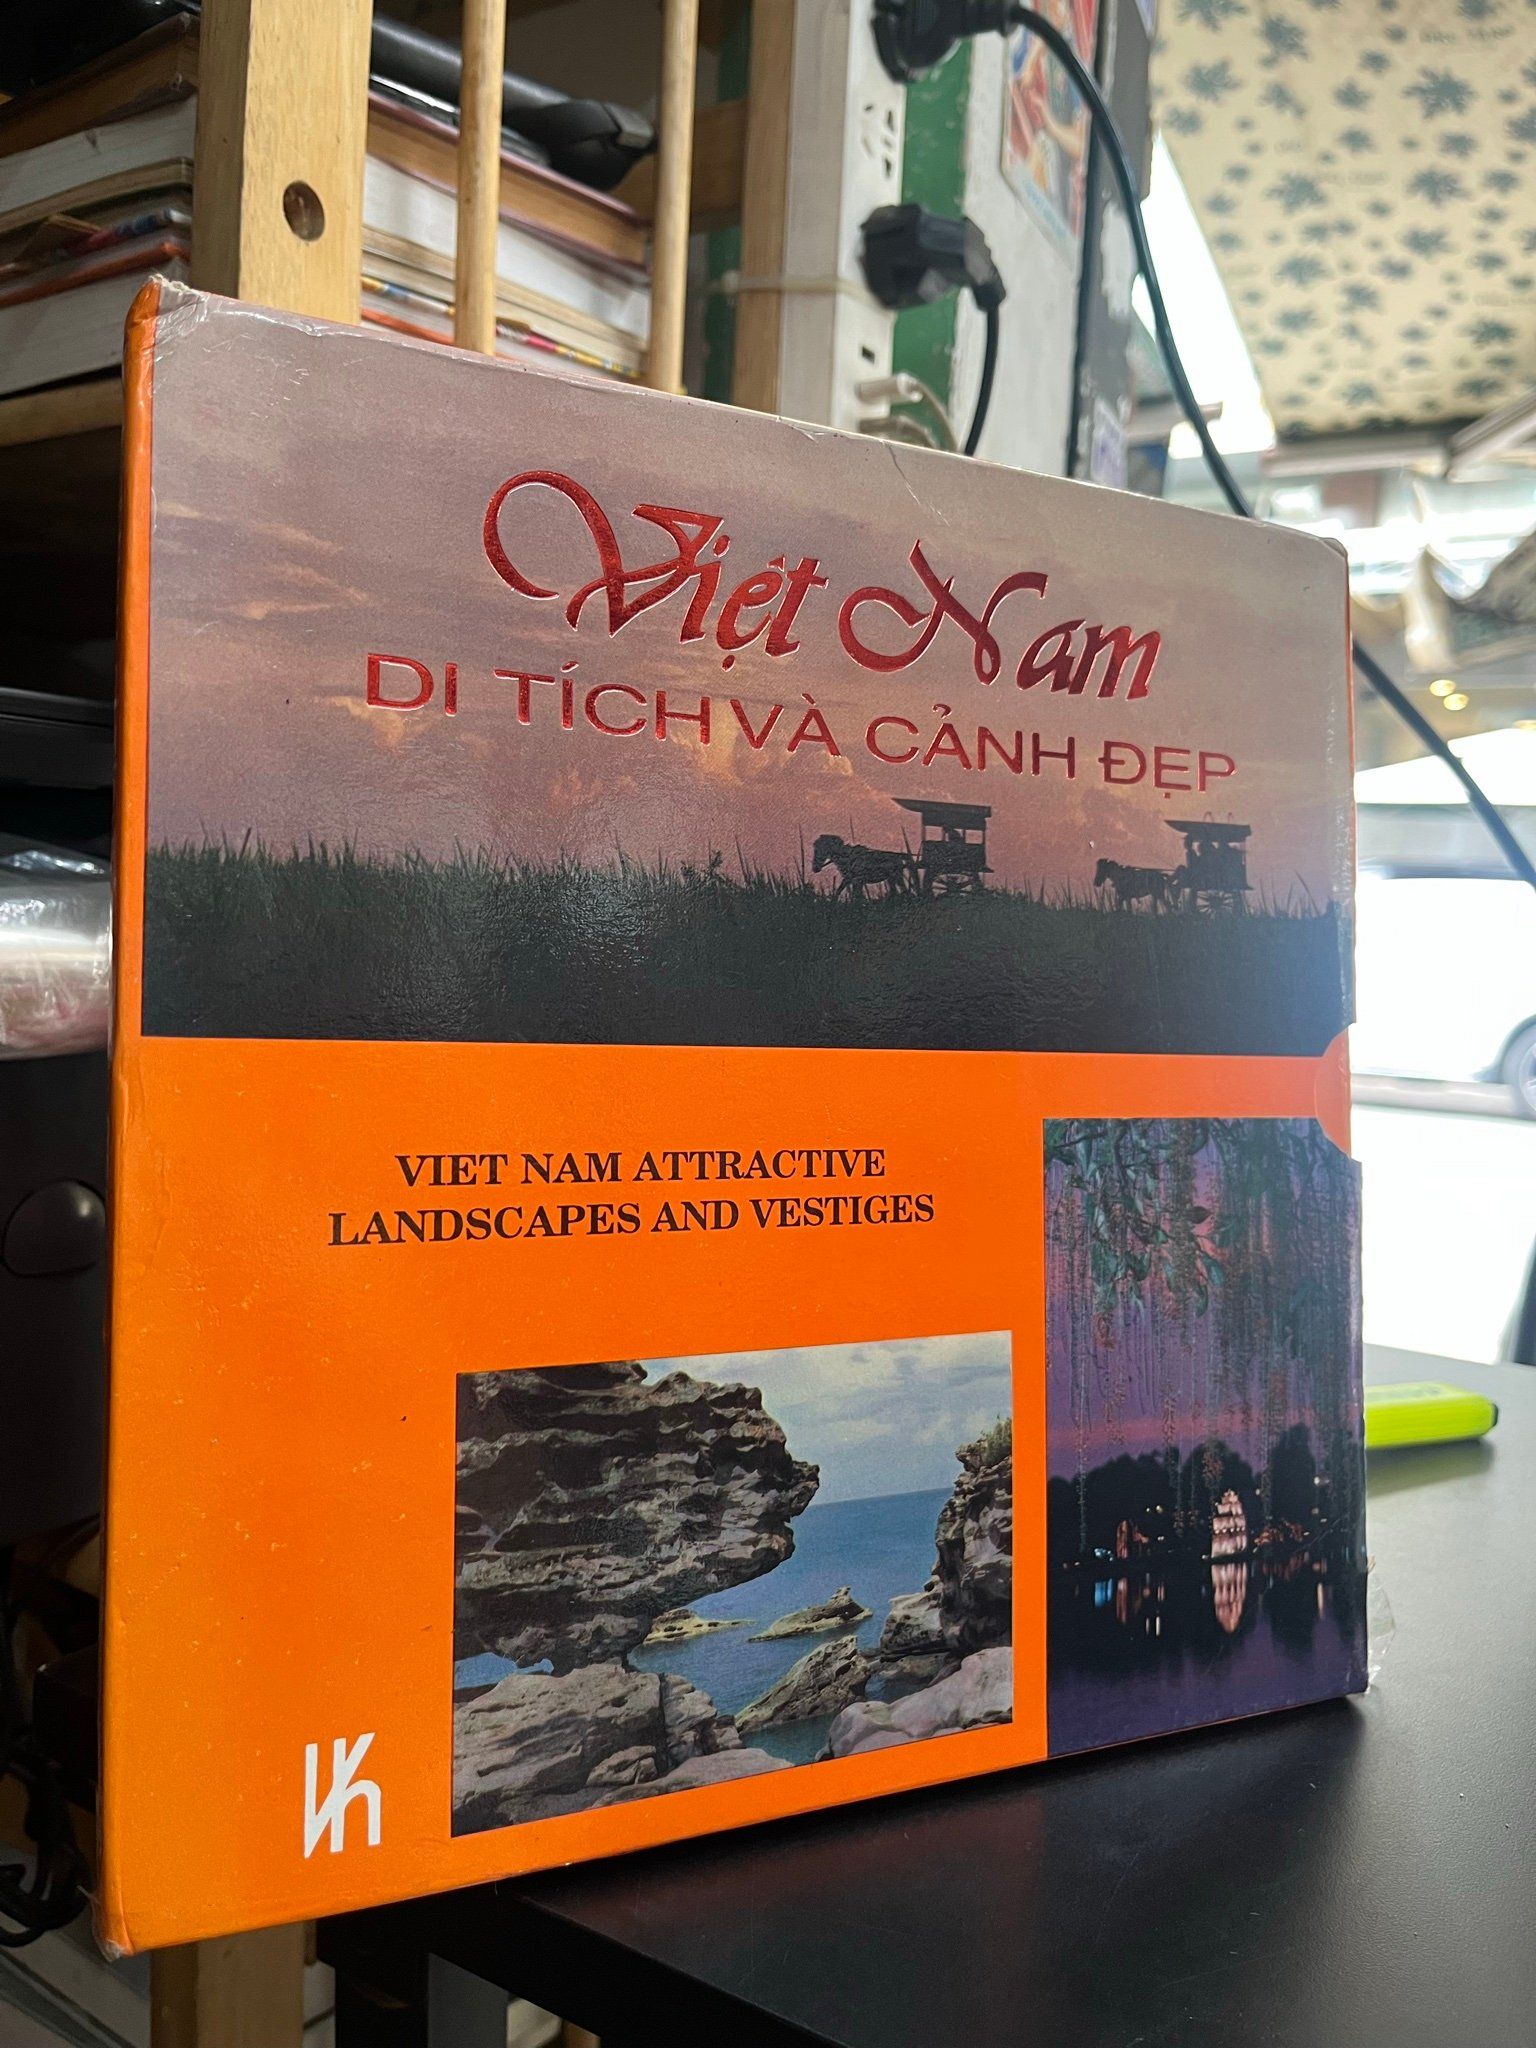 Việt Nam
DI TÍCH VÀ CẢNH ĐẸP
VIET NAM ATTRACTIVE
LANDSCAPES AND VESTIGES